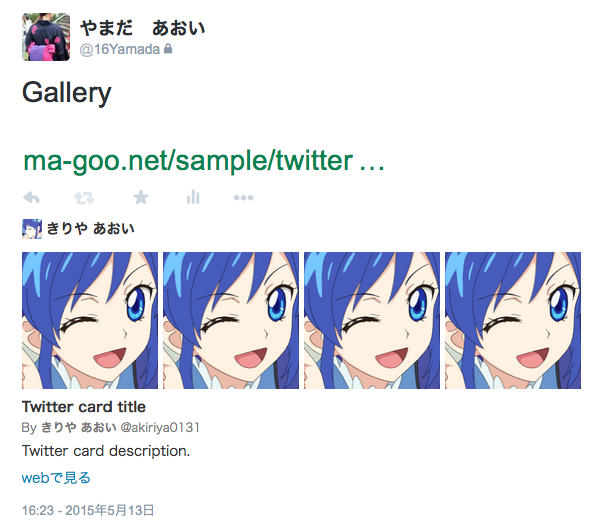 やまだ　あおい
@16Yamada
Gallery
ma-goo.net/sample/twitter …
きりや あおい
Twitter card title
By きりや あおい @akiriya0131
Twitter card description.
webで見る
16:23 - 2015年5月13日